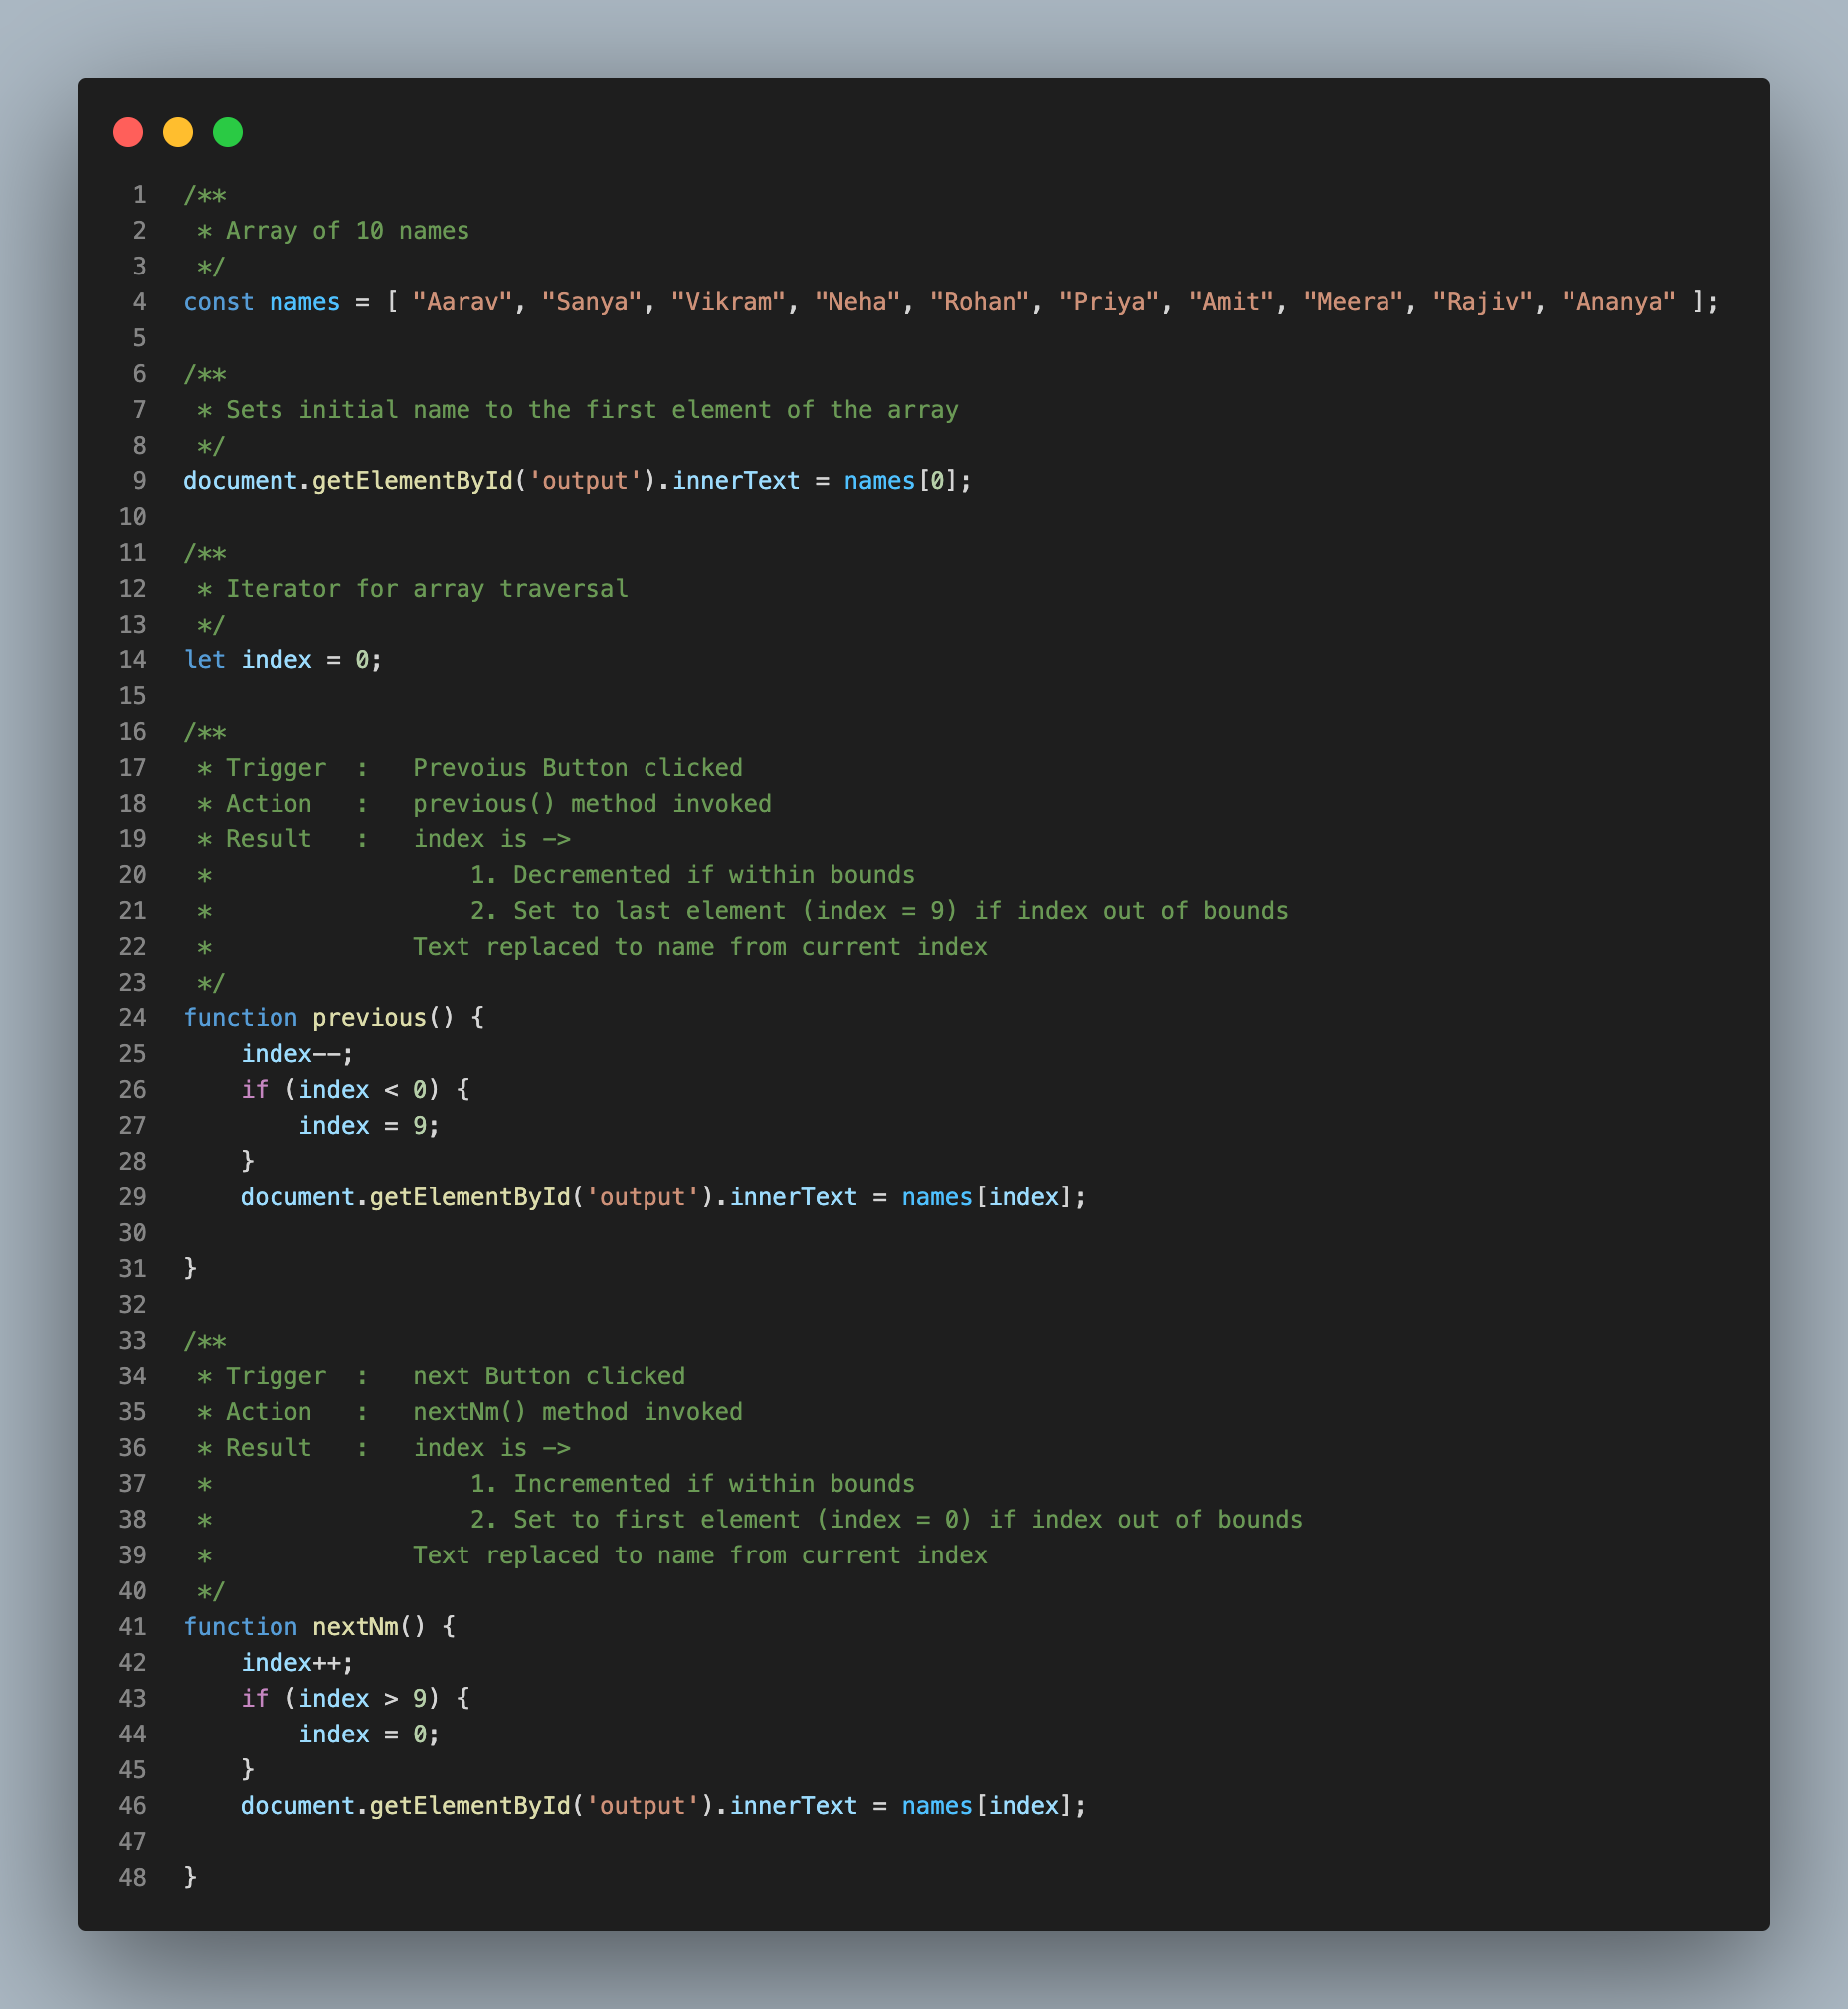 1 /**
2  * Array of 10 names
3  */
4 const names = [ "Aarav", "Sanya", "Vikram", "Neha", "Rohan", "Priya", "Amit", "Meera", "Rajiv", "Ananya" ];
5
6 /**
7  * Sets initial name to the first element of the array
8  */
9 document.getElementById('output').innerText = names[0];
10
11 /**
12  * Iterator for array traversal
13  */
14 let index = 0;
15
16 /**
17  * Trigger  :   Prevoius Button clicked
18  * Action   :   previous() method invoked
19  * Result   :   index is ->
20  *                  1. Decremented if within bounds
21  *                  2. Set to last element (index = 9) if index out of bounds
22  *              Text replaced to name from current index
23  */
24 function previous() {
25     index--;
26     if (index < 0) {
27         index = 9;
28     }
29     document.getElementById('output').innerText = names[index];
30
31 }
32
33 /**
34  * Trigger  :   next Button clicked
35  * Action   :   nextNm() method invoked
36  * Result   :   index is ->
37  *                  1. Incremented if within bounds
38  *                  2. Set to first element (index = 0) if index out of bounds
39  *              Text replaced to name from current index
40  */
41 function nextNm() {
42     index++;
43     if (index > 9) {
44         index = 0;
45     }
46     document.getElementById('output').innerText = names[index];
47
48 }